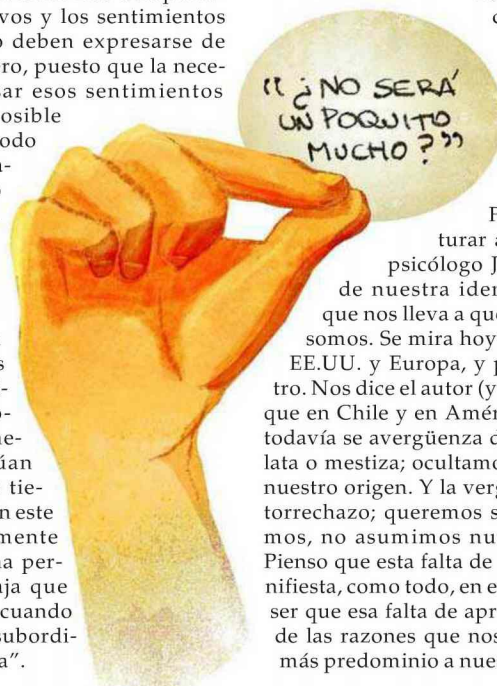 vos y los sentimientos
deben expresarse de
ero, puesto que la nece-
sar esos sentimientos
osible
odo
úan
tie-
n este
mente
a per-
aja que
cuando
subordi-
a”.
“¿NO SERÁ
UN POQUITO
MUCHO?”
turar a
psicólogo J
de nuestra iden
que nos lleva a que
somos. Se mira hoy
EE.UU. y Europa, y p
tro. Nos dice el autor (y
que en Chile y en Amér
todavía se avergüenza d
lata o mestiza; ocultamo
nuestro origen. Y la verg
torrechazo; queremos s
mos, no asumimos nu
Pienso que esta falta de
nifiesta, como todo, en e
ser que esa falta de apr
de las razones que nos
más predominio a nue